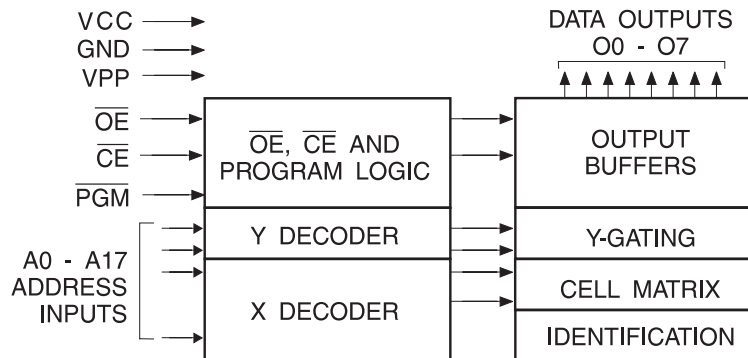 VCC
GND
VPP
OE
CE
PGM
A0 - A17
ADDRESS
INPUTS
OE, CE AND
PROGRAM LOGIC
Y DECODER
X DECODER
DATA OUTPUTS
O0 - O7
OUTPUT
BUFFERS
Y-GATING
CELL MATRIX
IDENTIFICATION